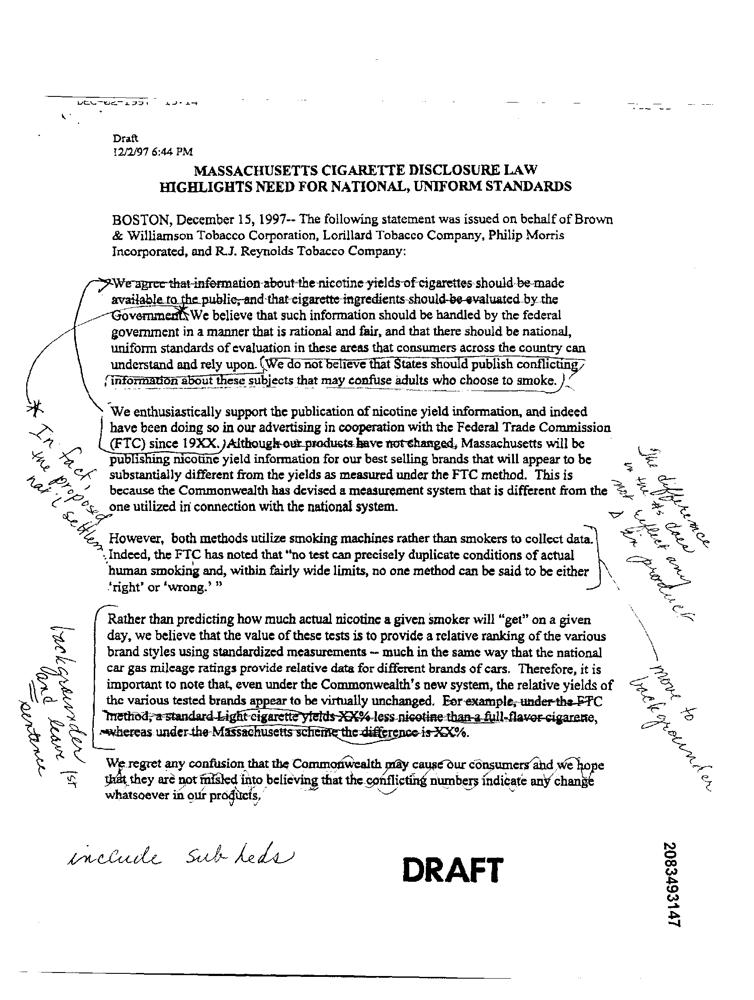 DEC-02-1997 15:14
Draft
12/2/97 6:44 PM
MASSACHUSETTS CIGARETTE DISCLOSURE LAW
HIGHLIGHTS NEED FOR NATIONAL, UNIFORM STANDARDS
BOSTON, December 15, 1997-- The following statement was issued on behalf of Brown
& Williamson Tobacco Corporation, Lorillard Tobacco Company, Philip Morris
Incorporated, and R.J. Reynolds Tobacco Company:
We agree that information about the nicotine yields of cigarettes should be made
available to the public, and that cigarette ingredients should be evaluated by the
Government. We believe that such information should be handled by the federal
government in a manner that is rational and fair, and that there should be national,
uniform standards of evaluation in these areas that consumers across the country can
understand and rely upon. We do not believe that States should publish conflicting
information about these subjects that may confuse adults who choose to smoke.
We enthusiastically support the publication of nicotine yield information, and indeed
have been doing so in our advertising in cooperation with the Federal Trade Commission
(FTC) since 19XX. Although our products have not changed, Massachusetts will be
publishing nicotine yield information for our best selling brands that will appear to be
substantially different from the yields as measured under the FTC method. This is
because the Commonwealth has devised a measurement system that is different from the
one utilized in connection with the national system.
* In fact,
the proposed
nat'l settlem
The difference
in the #s does
not reflect any
Δ in product
However, both methods utilize smoking machines rather than smokers to collect data.
Indeed, the FTC has noted that "no test can precisely duplicate conditions of actual
human smoking and, within fairly wide limits, no one method can be said to be either
'right' or 'wrong.' "
Rather than predicting how much actual nicotine a given smoker will "get" on a given
day, we believe that the value of these tests is to provide a relative ranking of the various
brand styles using standardized measurements -- much in the same way that the national
car gas mileage ratings provide relative data for different brands of cars. Therefore, it is
important to note that, even under the Commonwealth's new system, the relative yields of
the various tested brands appear to be virtually unchanged. For example, under the FTC
method, a standard Light cigarette yields XX% less nicotine than a full-flavor cigarette,
whereas under the Massachusetts scheme the difference is XX%.
backgrounder
and leave 1st
sentence
move to
backgrounder
We regret any confusion that the Commonwealth may cause our consumers and we hope
that they are not misled into believing that the conflicting numbers indicate any change
whatsoever in our products.
include sub heds
DRAFT
2083493147